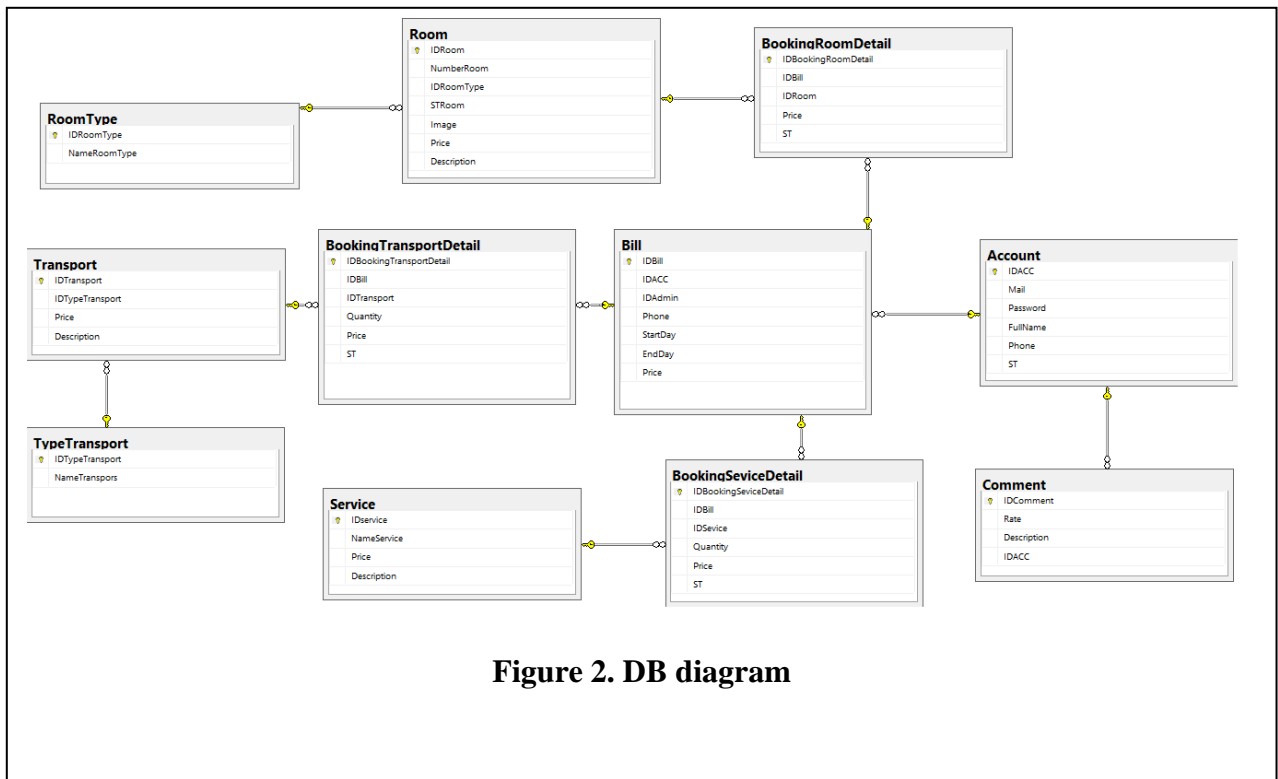 Room
IDRoom
NumberRoom
IDRoomType
STRoom
Image
Price
Description
BookingRoomDetail
IDBookingRoomDetail
IDBill
IDRoom
Price
ST
RoomType
IDRoomType
NameRoomType
BookingTransportDetail
IDBookingTransportDetail
IDBill
IDTransport
Quantity
Price
ST
Bill
IDBill
IDACC
IDAdmin
Phone
StartDay
EndDay
Price
Account
IDACC
Mail
Password
FullName
Phone
ST
Transport
IDTransport
IDTypeTransport
Price
Description
TypeTransport
IDTypeTransport
NameTranspors
BookingSeviceDetail
IDBookingSeviceDetail
IDBill
IDSevice
Quantity
Price
ST
Service
IDservice
NameService
Price
Description
Comment
IDComment
Rate
Description
IDACC
Figure 2. DB diagram